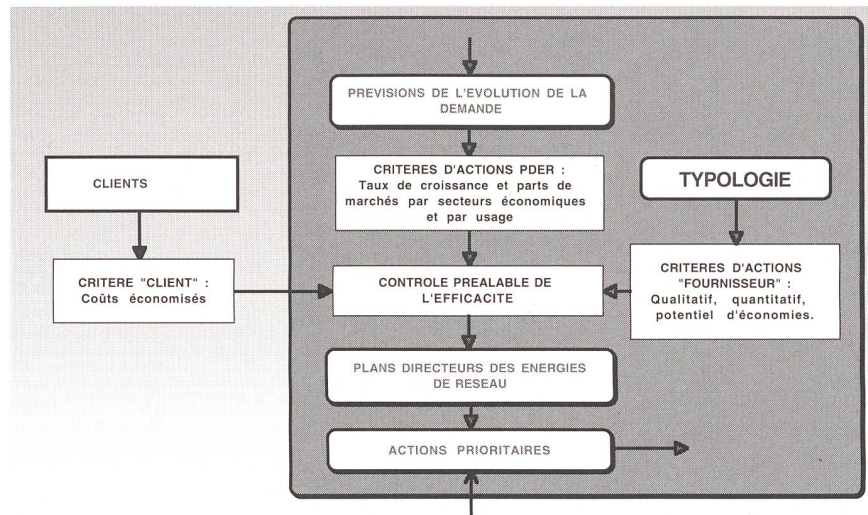 PREVISIONS DE L'EVOLUTION DE LA
DEMANDE
CLIENTS
CRITERES D'ACTIONS PDER :
Taux de croissance et parts de
marchés par secteurs économiques
et par usage
TYPOLOGIE
CRITERE "CLIENT" :
Coûts économisés
CONTROLE PREALABLE DE
L'EFFICACITE
CRITERES D'ACTIONS
"FOURNISSEUR" :
Qualitatif, quantitatif,
potentiel d'économies.
PLANS DIRECTEURS DES ENERGIES
DE RESEAU
ACTIONS PRIORITAIRES